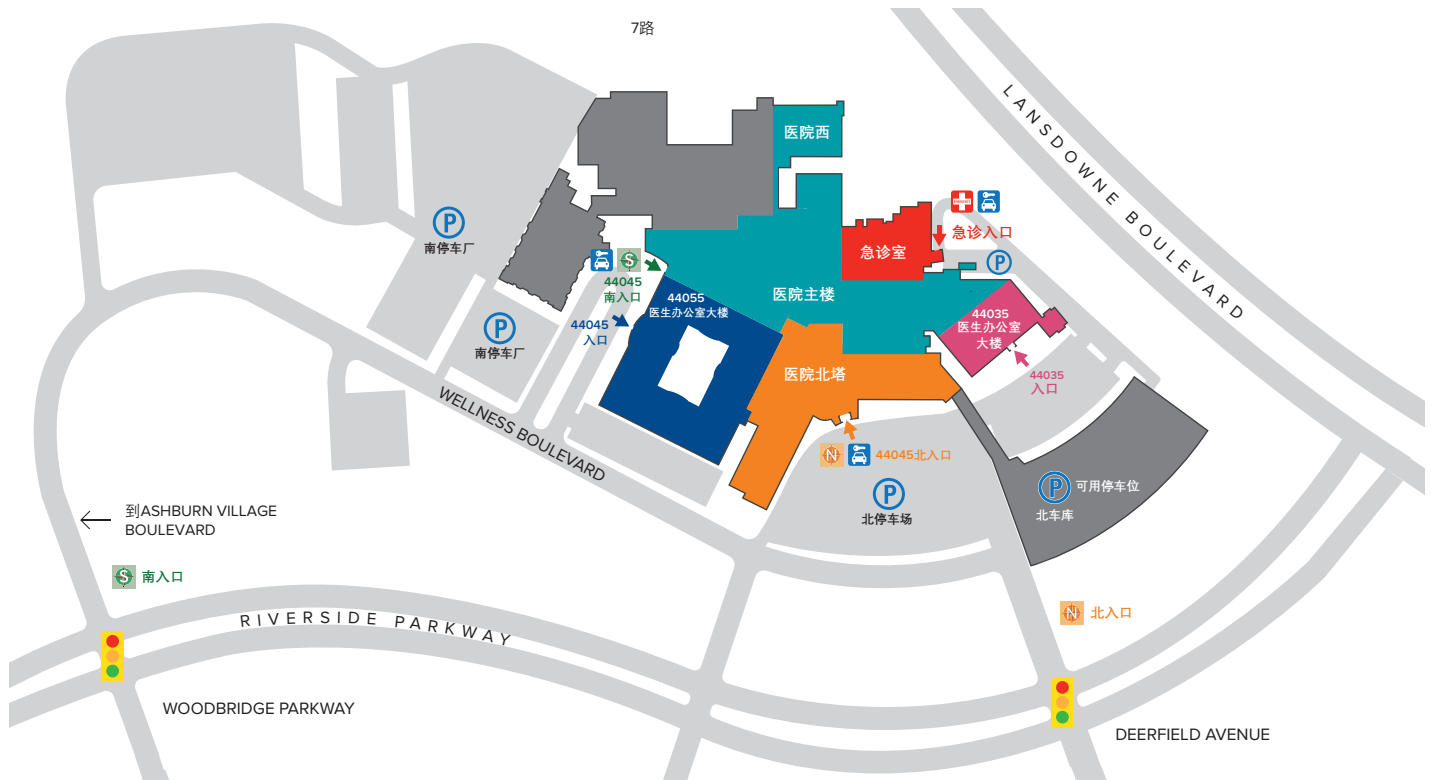 7路
LANSDOWNE BOULEVARD
医院西
P
南停车厂
急诊入口
急诊室
P
S
44045
南入口
44055
医生办公室大楼
医院主楼
44035
医生办公室
大楼
44045
入口
P
南停车厂
医院北塔
44035
入口
WELLNESS BOULEVARD
N
44045北入口
P
北停车场
P
可用停车位
北车库
到ASHBURN VILLAGE
BOULEVARD
S
南入口
N
北入口
RIVERSIDE PARKWAY
WOODBRIDGE PARKWAY
DEERFIELD AVENUE